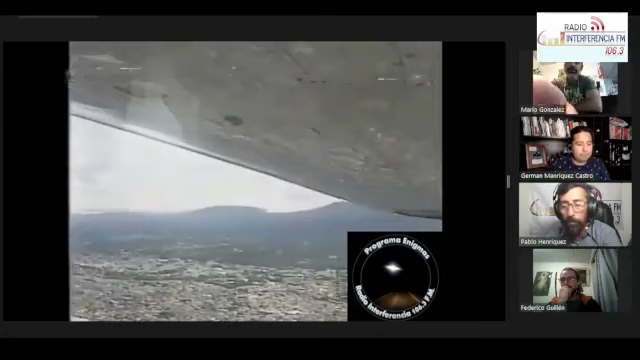 RADIO
INTERFERENCIA FM
106.3
Mario Gonzalez
German Manriquez Castro
Pablo Henriquez
Federico Guillén
Programa Enigmas
Radio Interferencia 106.3 F.M.